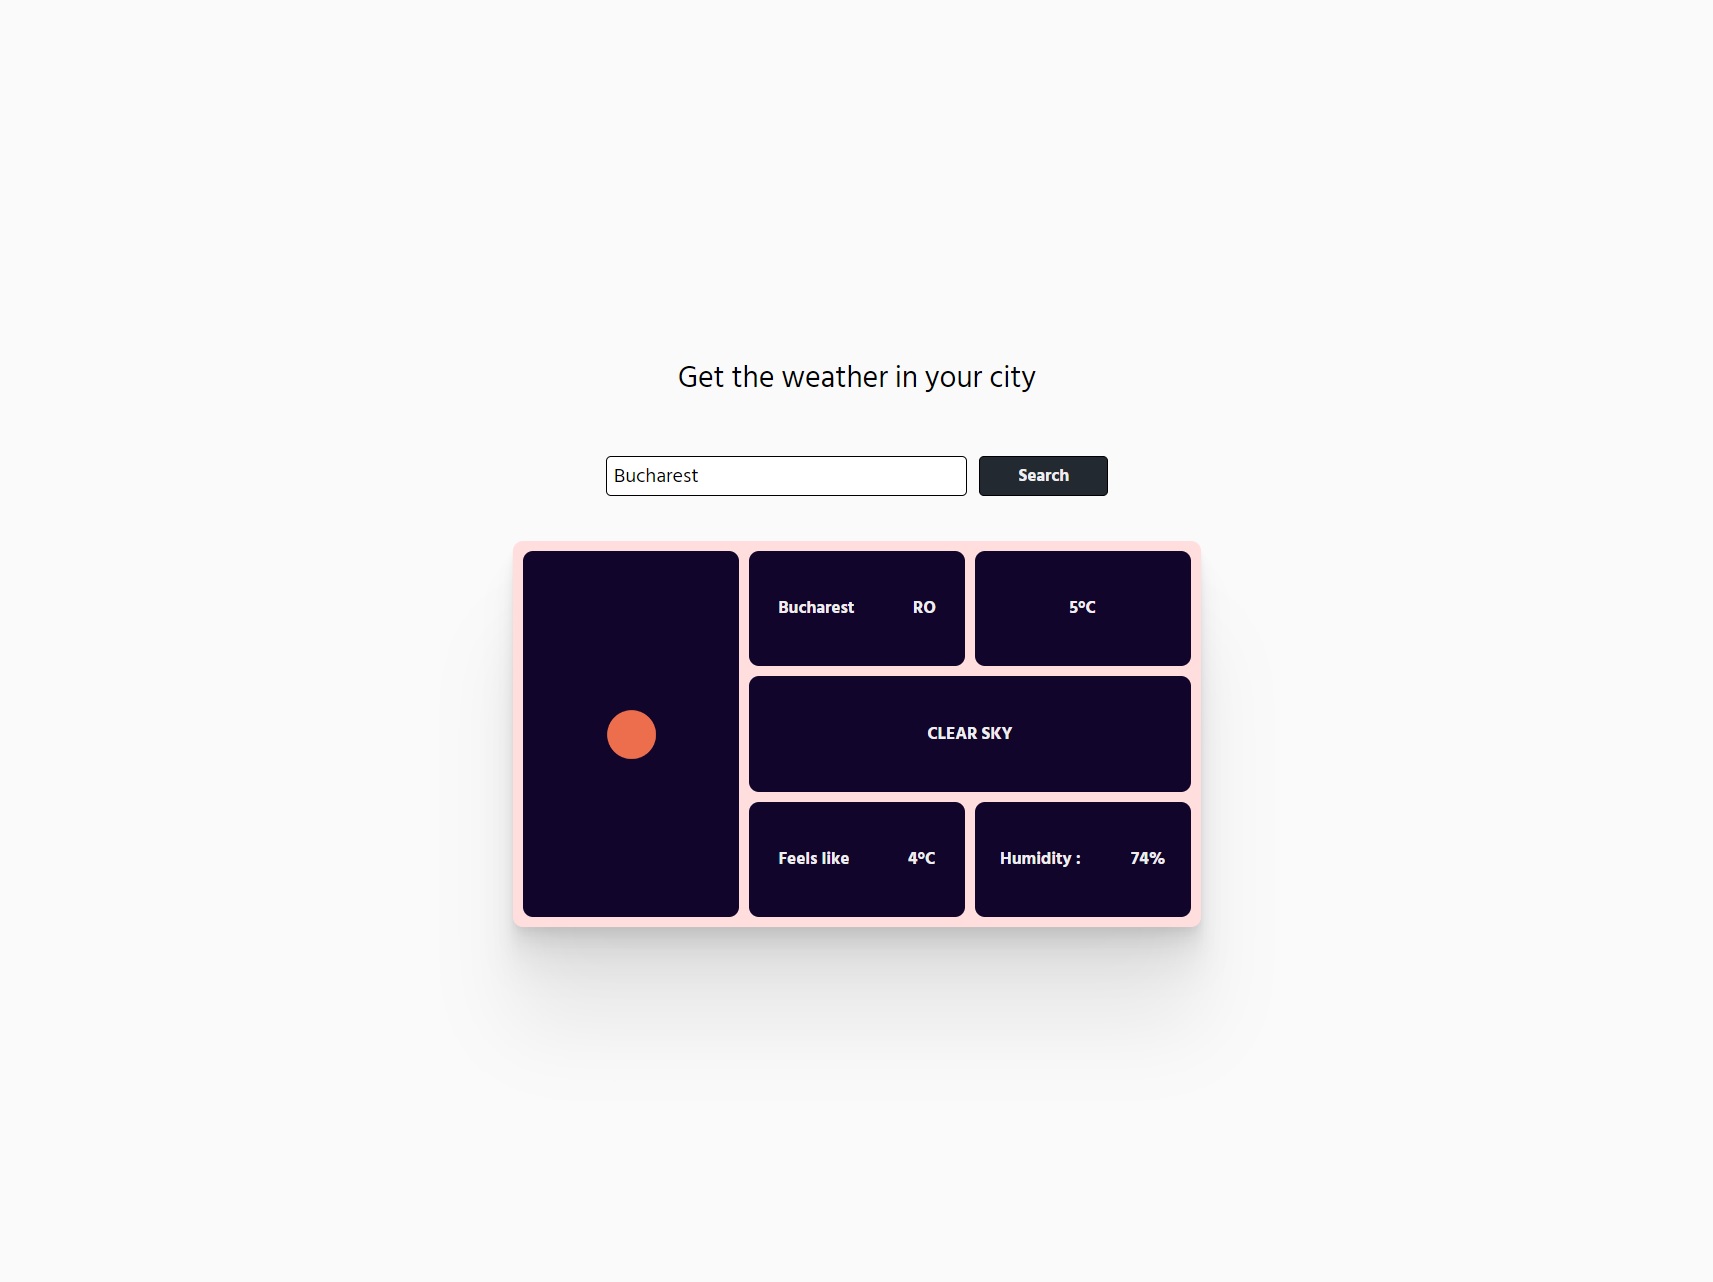 Get the weather in your city
Bucharest
Search
Bucharest RO
5ºC
CLEAR SKY
Feels like 4ºC
Humidity : 74%